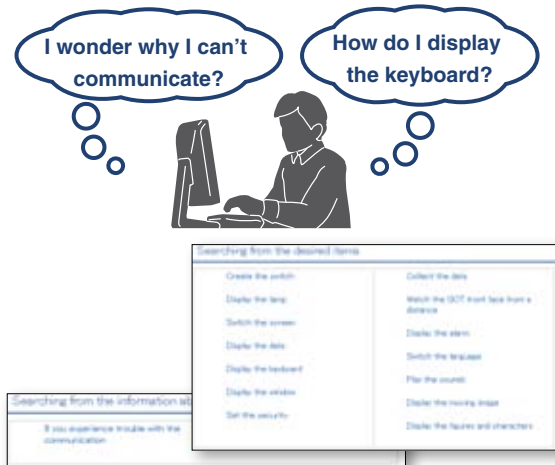 I wonder why I can't
communicate?
How do I display
the keyboard?
Searching from the desired items
Create the switch
Display the lamp
Switch the screen
Display the data
Display the keyboard
Display the window
Set the security
Collect the data
Watch the GOT front face from a
distance
Display the alarm
Switch the language
Play the sounds
Display the moving image
Display the figures and characters
Searching from the information
If you experience trouble with the
communication